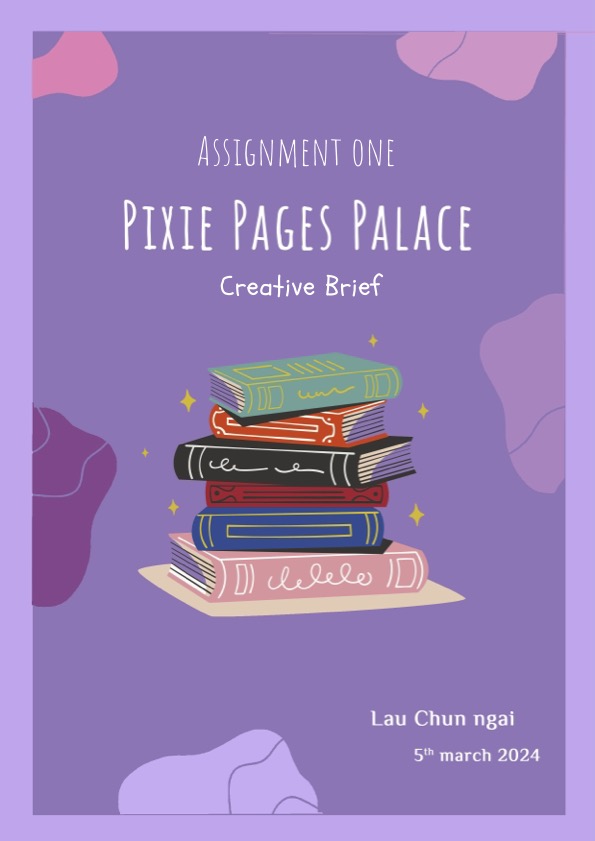 Assignment one
Pixie Pages Palace
Creative Brief
Lau Chun ngai
5th march 2024